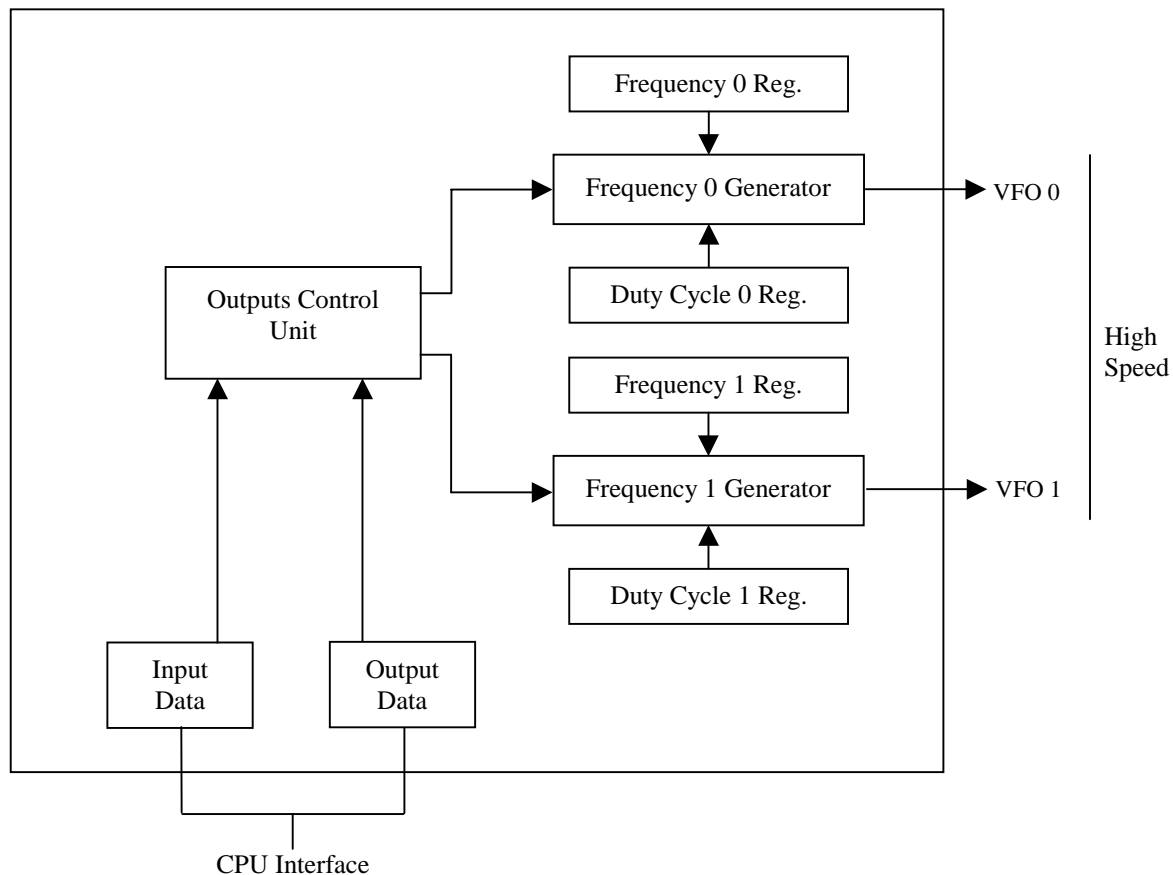 Frequency 0 Reg.
Frequency 0 Generator
VFO 0
Duty Cycle 0 Reg.
Outputs Control
Unit
High
Speed
Frequency 1 Reg.
Frequency 1 Generator
VFO 1
Duty Cycle 1 Reg.
Input
Data
Output
Data
CPU Interface